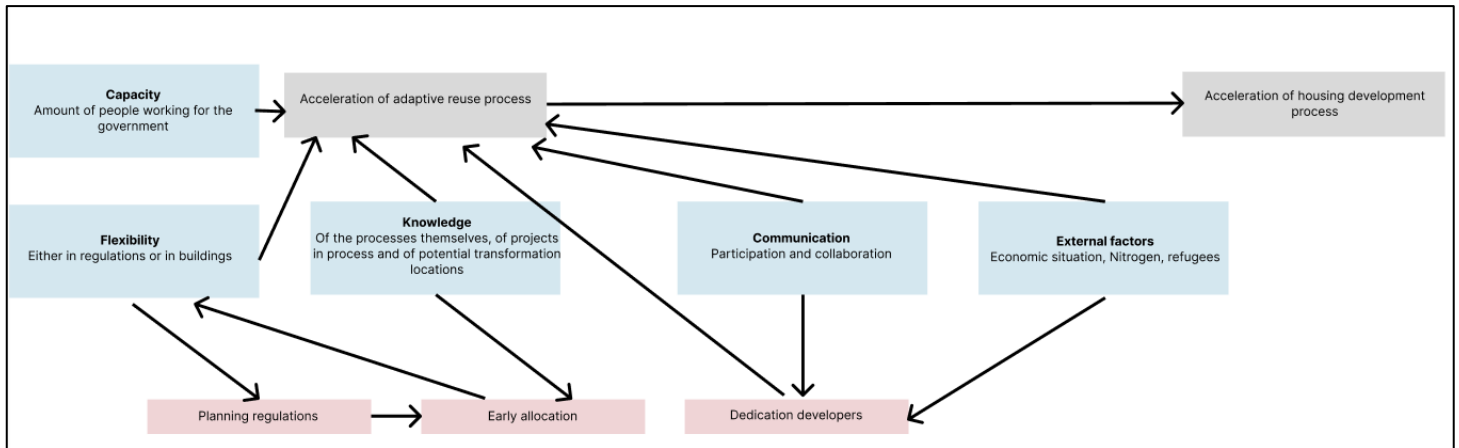 Capacity
Amount of people working for the
government
Acceleration of adaptive reuse process
Acceleration of housing development
process
Flexibility
Either in regulations or in buildings
Knowledge
Of the processes themselves, of projects
in process and of potential transformation
locations
Communication
Participation and collaboration
External factors
Economic situation, Nitrogen, refugees
Planning regulations
Early allocation
Dedication developers